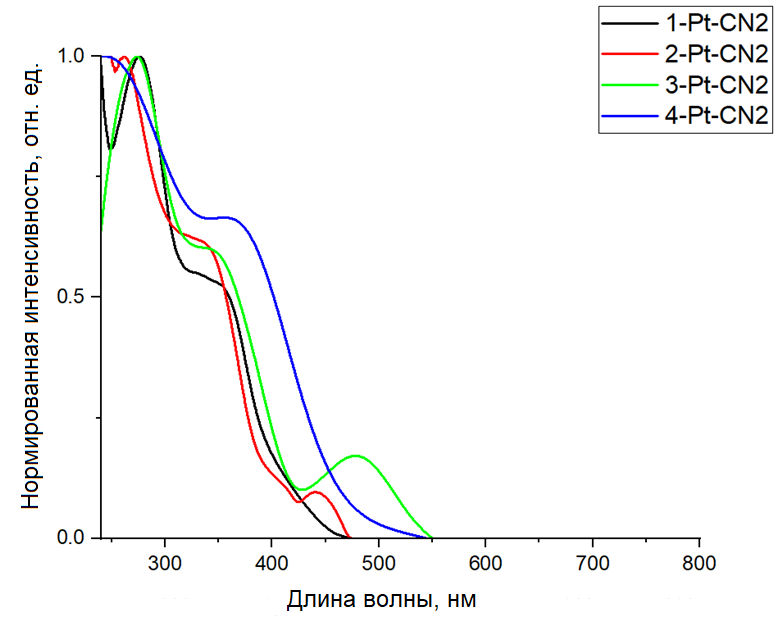 1-Pt-CN2
2-Pt-CN2
3-Pt-CN2
4-Pt-CN2
Нормированная интенсивность, отн. ед.
1.0
0.5
0.0
300 400 500 600 700 800
Длина волны, нм